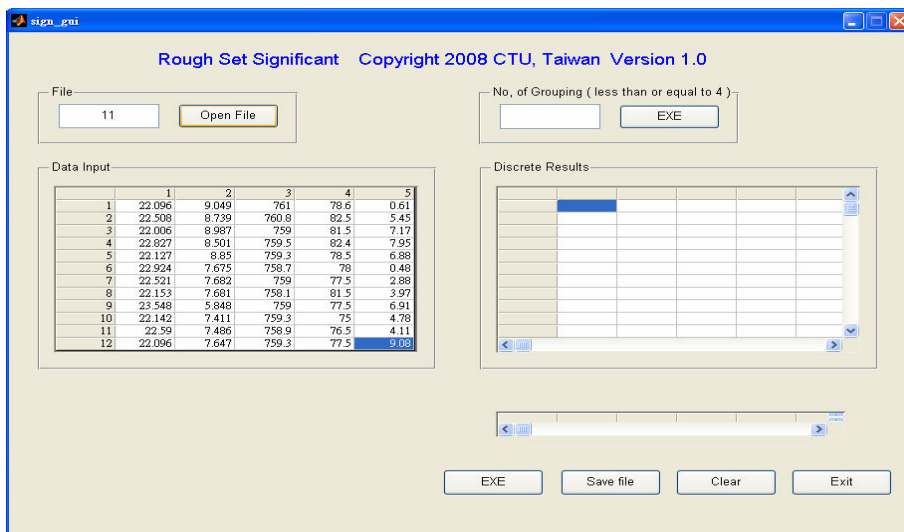 sign_gui
Rough Set Significant Copyright 2008 CTU, Taiwan Version 1.0
File
11
Open File
No, of Grouping ( less than or equal to 4 )
EXE
Data Input
1 2 3 4 5
1 22.096 9.049 761 78.6 0.61
2 22.508 8.739 760.8 82.5 5.45
3 22.006 8.987 759 81.5 7.17
4 22.827 8.501 759.5 82.4 7.95
5 22.127 8.85 759.3 78.5 6.88
6 22.924 7.675 758.7 78 0.48
7 22.521 7.682 759 77.5 2.88
8 22.153 7.681 758.1 81.5 3.97
9 23.548 5.848 759 77.5 6.91
10 22.142 7.411 759.3 75 4.78
11 22.59 7.486 758.9 76.5 4.11
12 22.096 7.647 759.3 77.5 9.08
Discrete Results
EXE
Save file
Clear
Exit